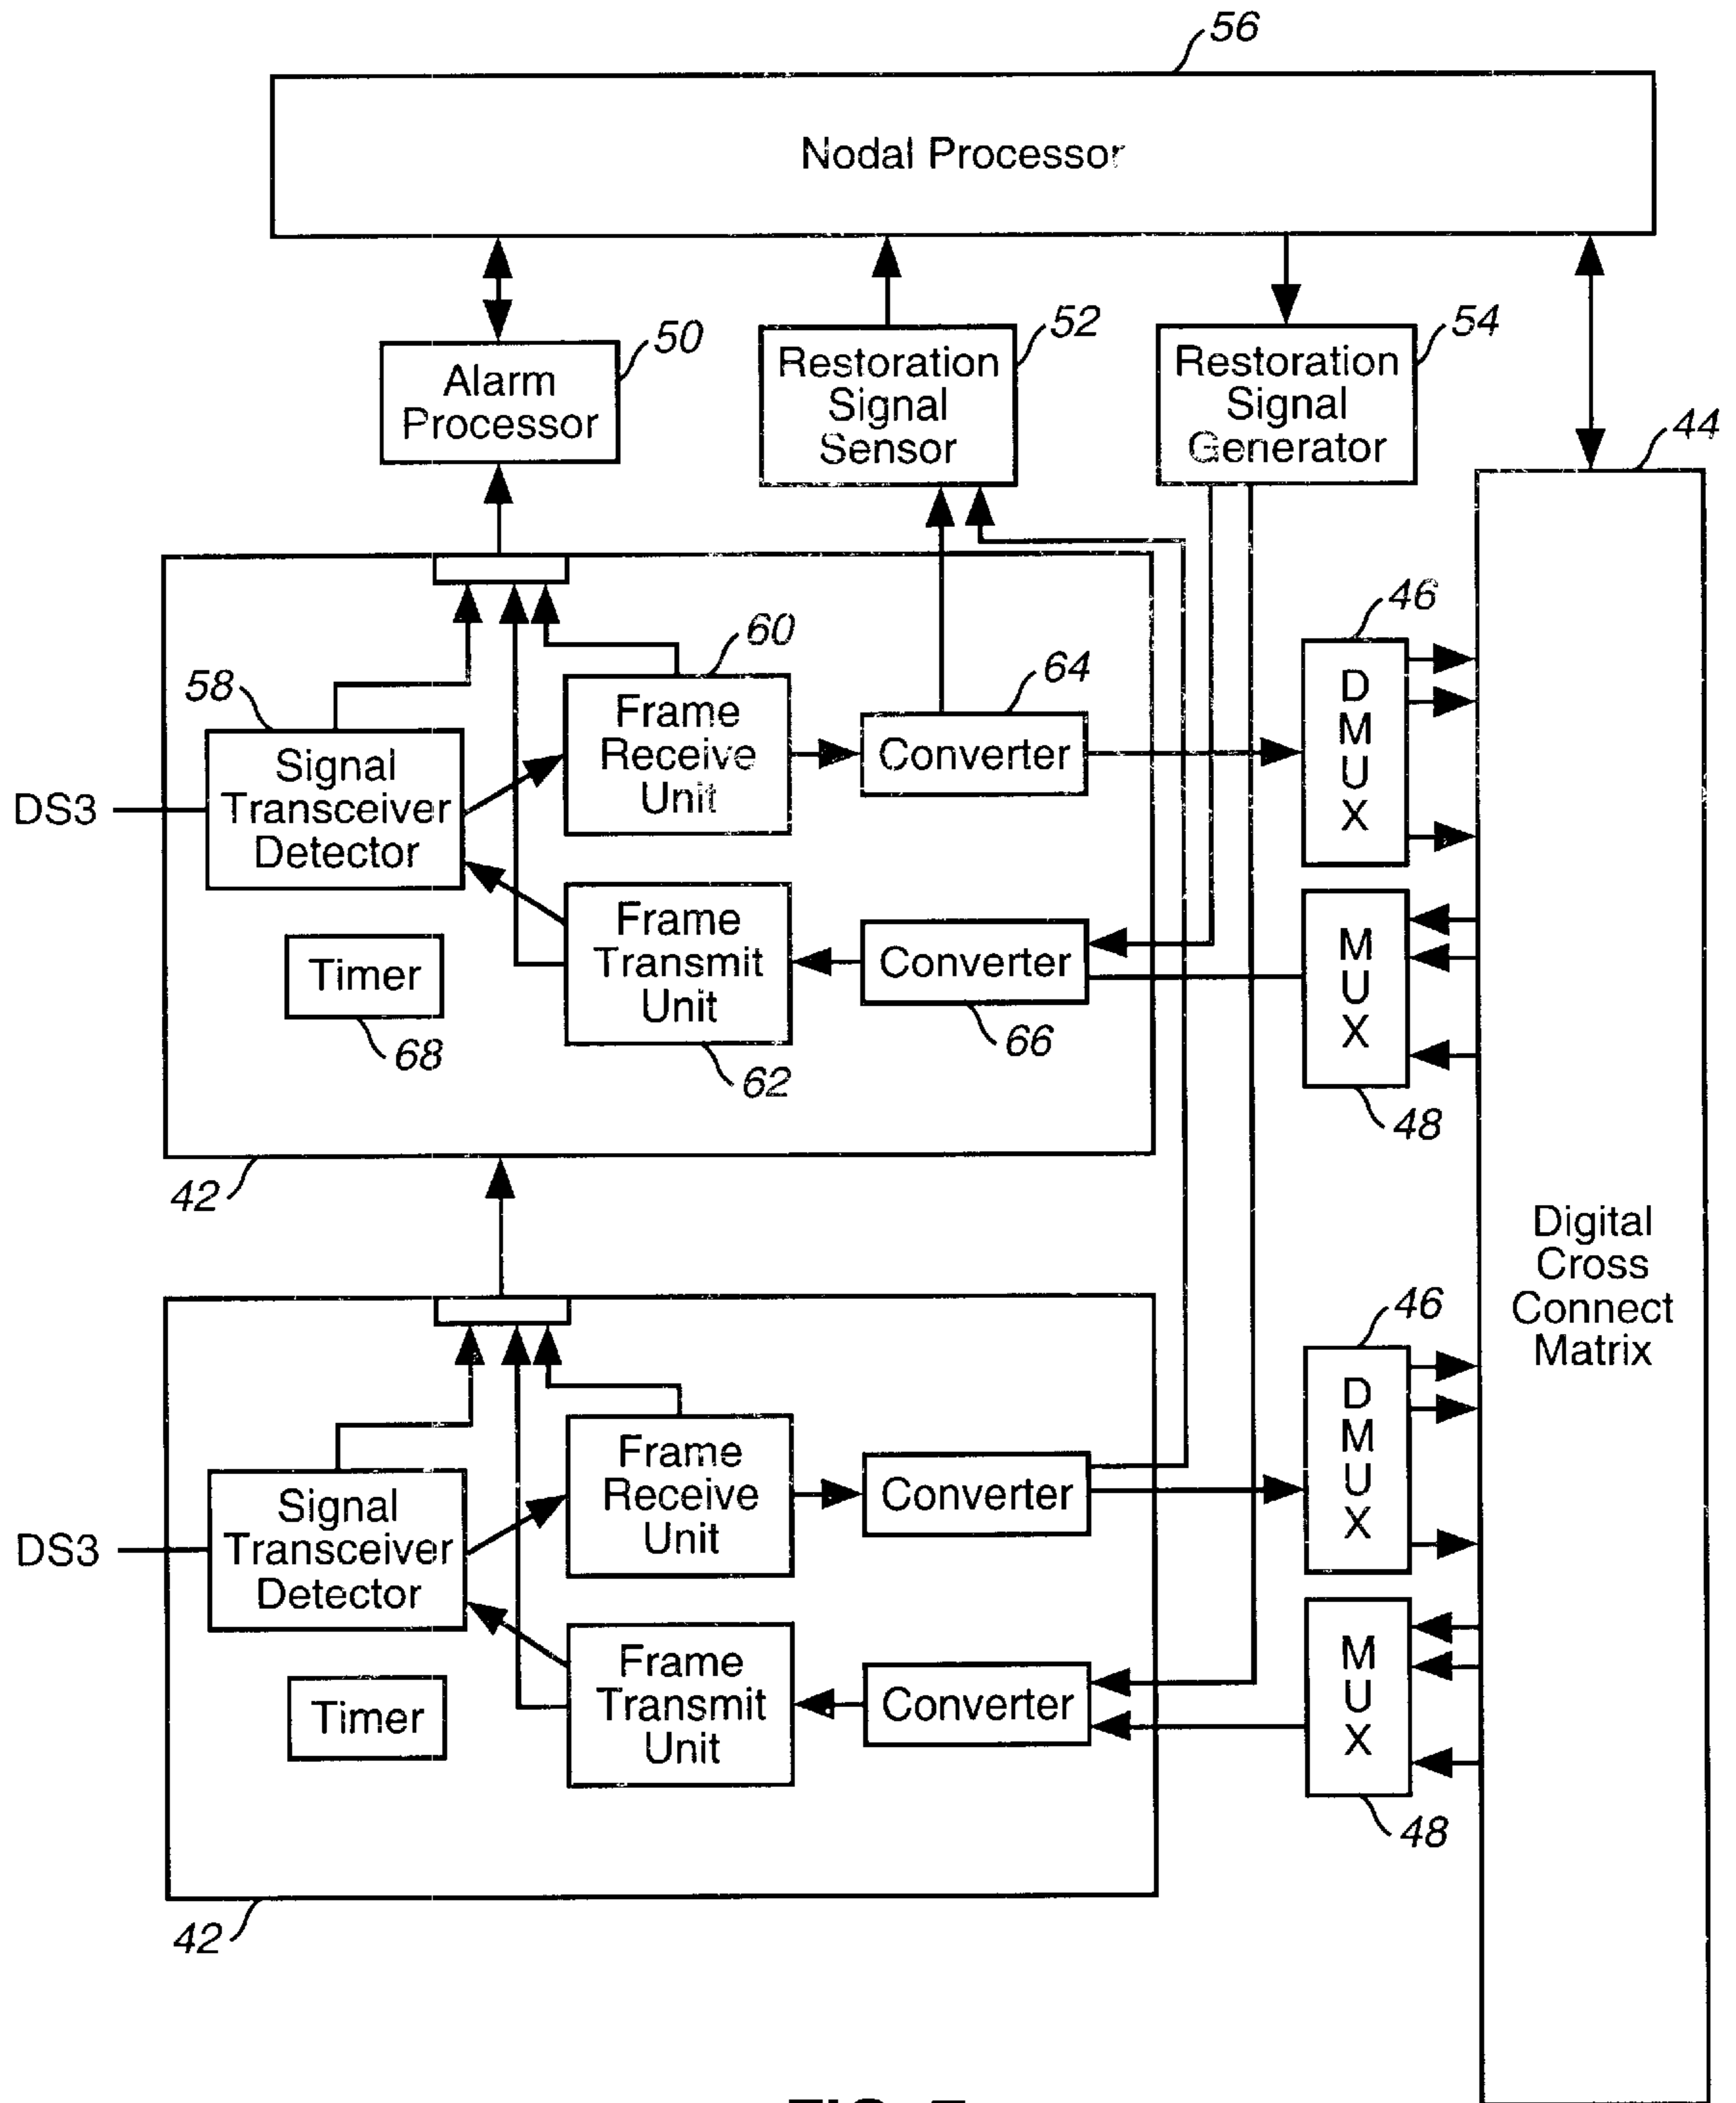 56
Nodal Processor
50
Alarm
Processor
52
Restoration
Signal
Sensor
54
Restoration
Signal
Generator
44
58
Signal
Transceiver
Detector
DS3
60
Frame
Receive
Unit
64
Converter
46
D
M
U
X
Timer
68
Frame
Transmit
Unit
62
Converter
66
M
U
X
48
42
Digital
Cross
Connect
Matrix
DS3
Signal
Transceiver
Detector
Frame
Receive
Unit
Converter
46
D
M
U
X
Timer
Frame
Transmit
Unit
Converter
M
U
X
48
42